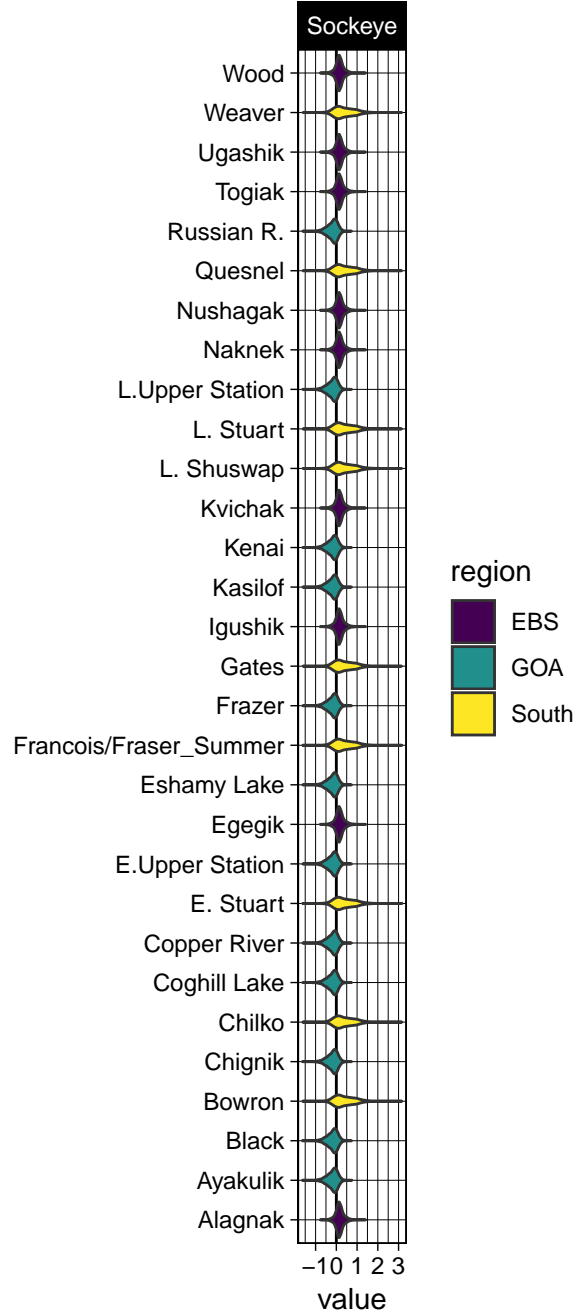 Sockeye
Wood
Weaver
Ugashik
Togiak
Russian R.
Quesnel
Nushagak
Naknek
L.Upper Station
L. Stuart
L. Shuswap
Kvichak
Kenai
Kasilof
Igushik
Gates
Frazer
Francois/Fraser_Summer
Eshamy Lake
Egegik
E.Upper Station
E. Stuart
Copper River
Coghill Lake
Chilko
Chignik
Bowron
Black
Ayakulik
Alagnak
−1 0 1 2 3
value
region
EBS
GOA
South